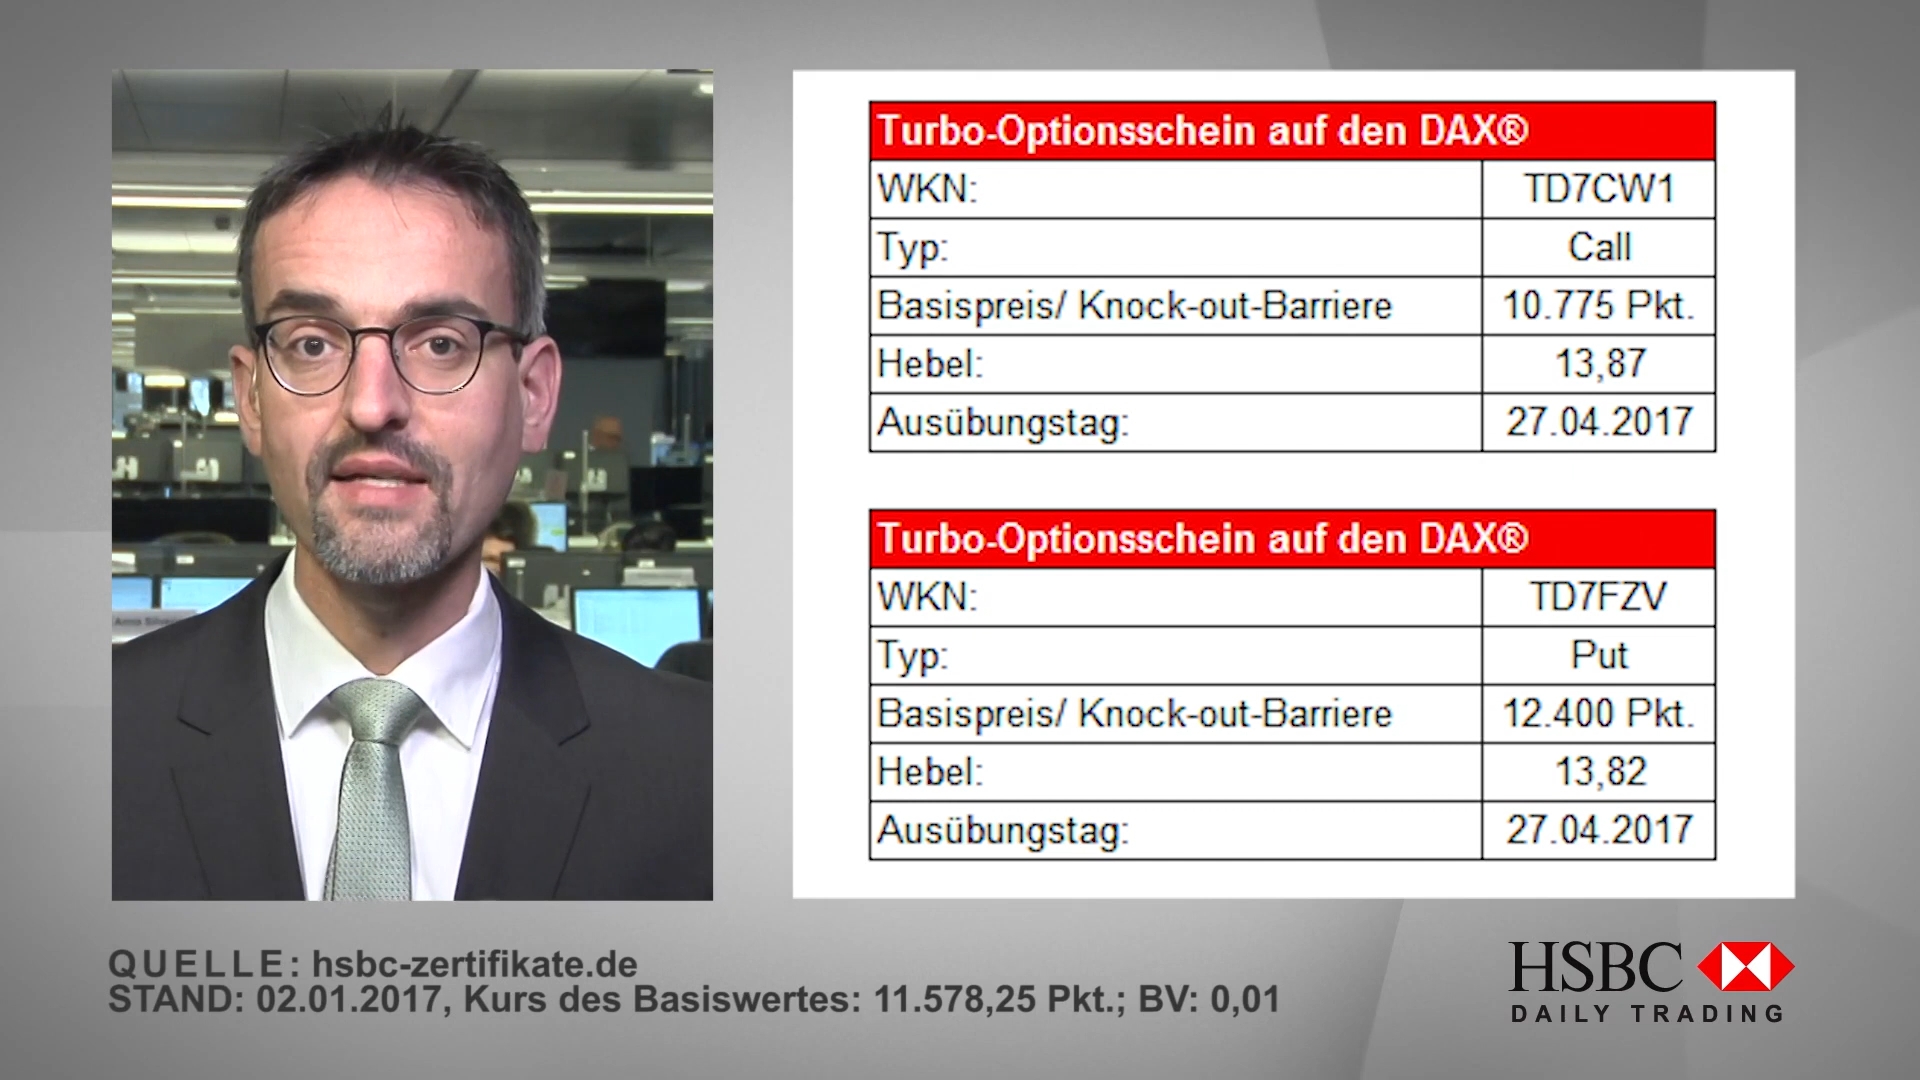 Turbo-Optionsschein auf den DAX®
WKN: TD7CW1
Typ: Call
Basispreis/ Knock-out-Barriere 10.775 Pkt.
Hebel: 13,87
Ausübungstag: 27.04.2017
Turbo-Optionsschein auf den DAX®
WKN: TD7FZV
Typ: Put
Basispreis/ Knock-out-Barriere 12.400 Pkt.
Hebel: 13,82
Ausübungstag: 27.04.2017
QUELLE: hsbc-zertifikate.de
STAND: 02.01.2017, Kurs des Basiswertes: 11.578,25 Pkt.; BV: 0,01
HSBC
DAILY TRADING